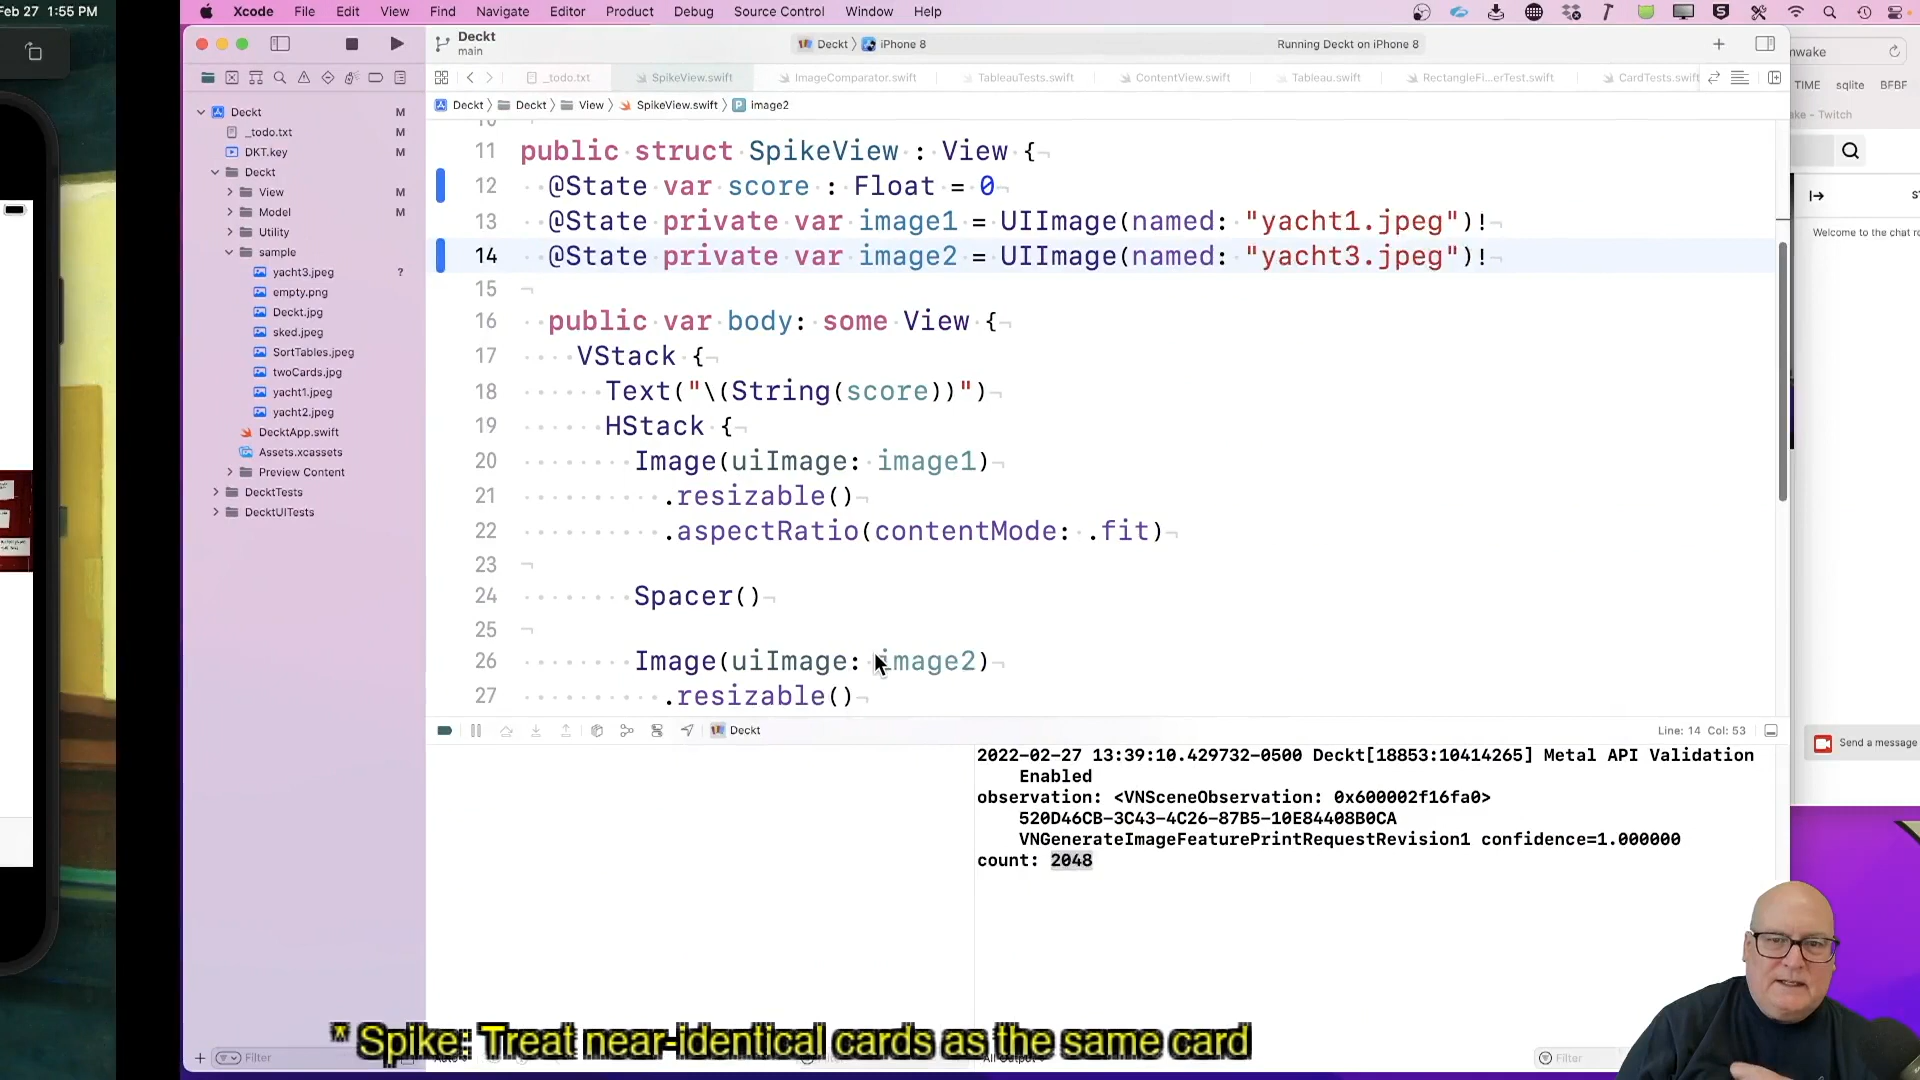 Feb 27 1:55 PM
Xcode File Edit View Find Navigate Editor Product Debug Source Control Window Help
Deckt
main
Deckt
iPhone 8
Running Deckt on iPhone 8
_todo.txt
SpikeView.swift
ImageComparator.swift
TableauTests.swift
ContentView.swift
Tableau.swift
RectangleFi...erTest.swift
CardTests.swift
Deckt
Deckt
View
SpikeView.swift
P image2
Deckt M
_todo.txt M
DKT.key M
Deckt
View M
Model M
Utility
sample
yacht3.jpeg ?
empty.png
Deckt.jpg
sked.jpeg
SortTables.jpeg
twoCards.jpg
yacht1.jpeg
yacht2.jpeg
DecktApp.swift
Assets.xcassets
Preview Content
DecktTests
DecktUITests
Filter
10
11 public struct SpikeView : View {
12 @State var score : Float = 0
13 @State private var image1 = UIImage(named: "yacht1.jpeg")!
14 @State private var image2 = UIImage(named: "yacht3.jpeg")!
15
16 public var body: some View {
17 VStack {
18 Text("\(String(score))")
19 HStack {
20 Image(uiImage: image1)
21 .resizable()
22 .aspectRatio(contentMode: .fit)
23
24 Spacer()
25
26 Image(uiImage: image2)
27 .resizable()
Deckt
Line: 14 Col: 53
2022-02-27 13:39:10.429732-0500 Deckt[18853:10414265] Metal API Validation
Enabled
observation: <VNSceneObservation: 0x600002f16fa0>
520D46CB-3C43-4C26-87B5-10E84408B0CA
VNGenerateImageFeaturePrintRequestRevision1 confidence=1.000000
count: 2048
Filter
* Spike: Treat near-identical cards as the same card
mwake
TIME sqlite BFBF
ke – Twitch
ST
Welcome to the chat ro
Send a message